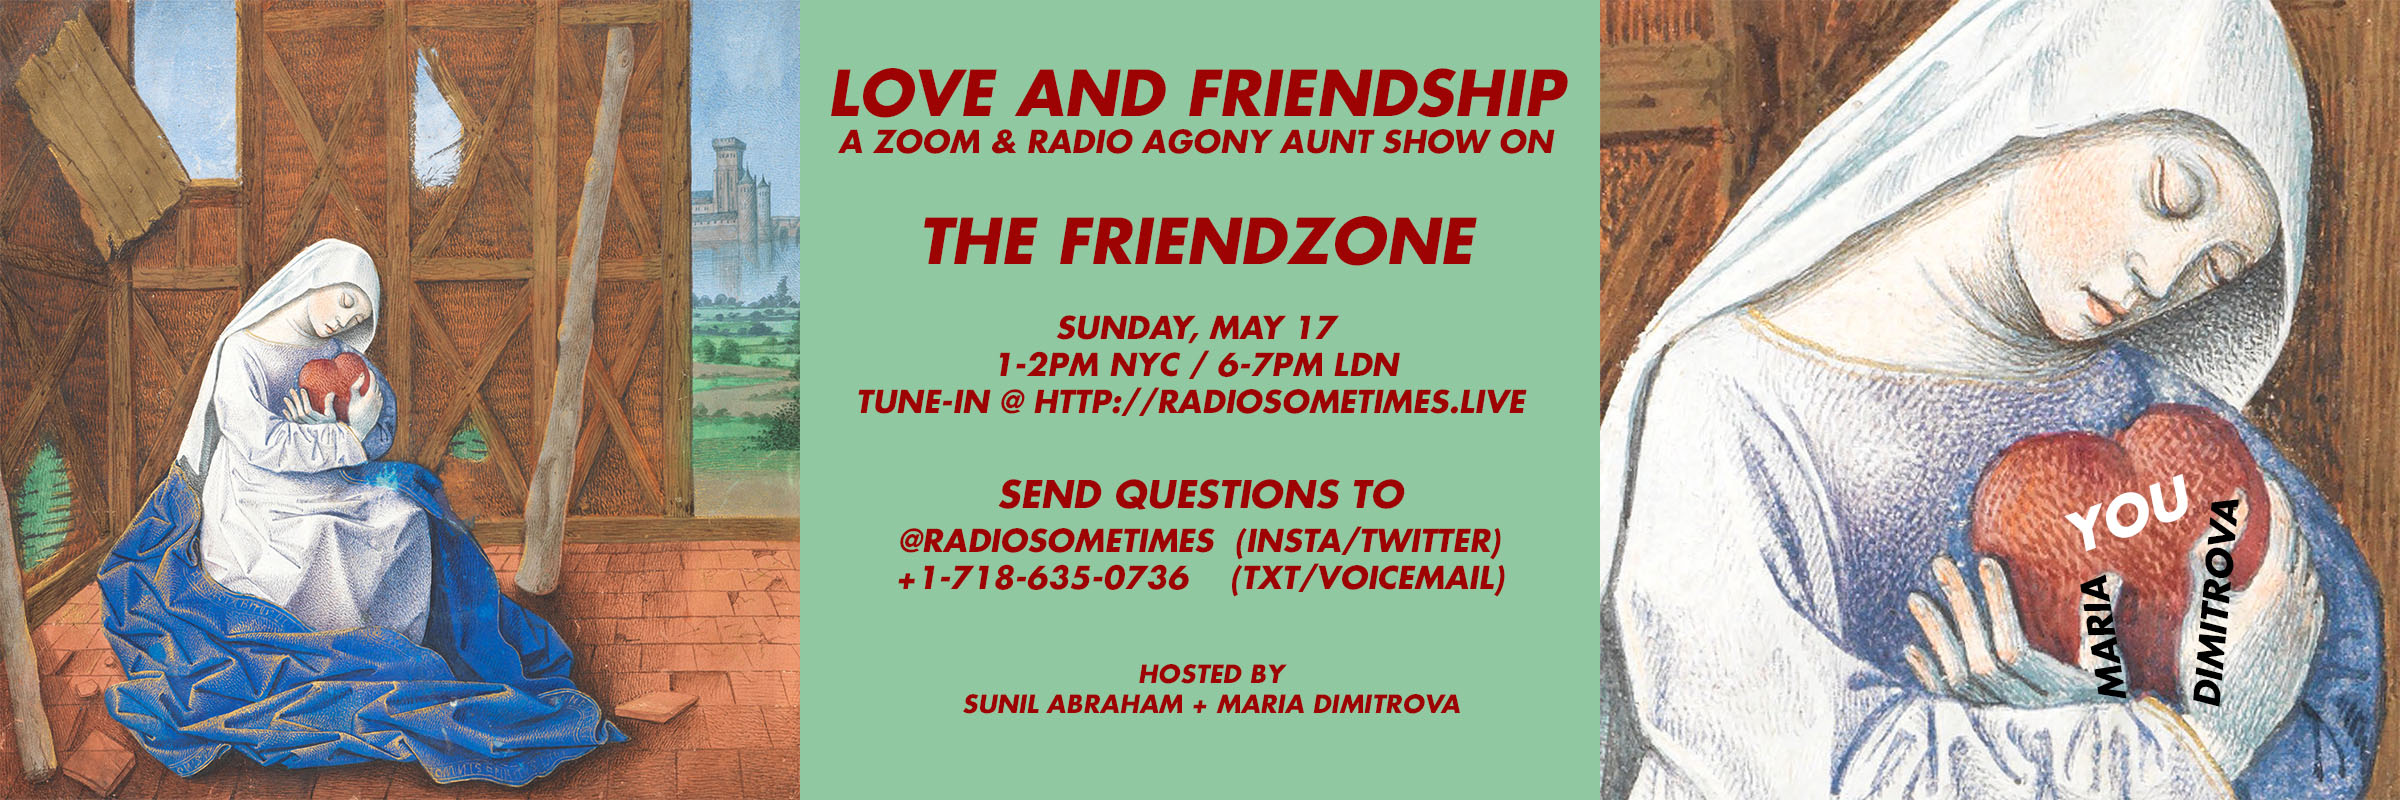 LOVE AND FRIENDSHIP
A ZOOM & RADIO AGONY AUNT SHOW ON
THE FRIENDZONE
SUNDAY, MAY 17
1-2PM NYC / 6-7PM LDN
TUNE-IN @ HTTP://RADIOSOMETIMES.LIVE
SEND QUESTIONS TO
@RADIOSOMETIMES (INSTA/TWITTER)
+1-718-635-0736 (TXT/VOICEMAIL)
HOSTED BY
SUNIL ABRAHAM + MARIA DIMITROVA
YOU
MARIA
DIMITROVA